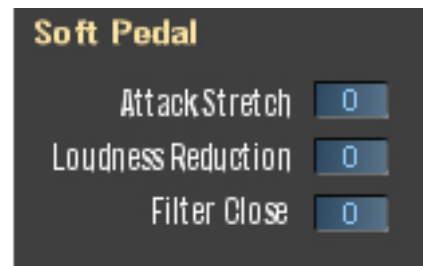 Soft Pedal
Attack Stretch 0
Loudness Reduction 0
Filter Close 0